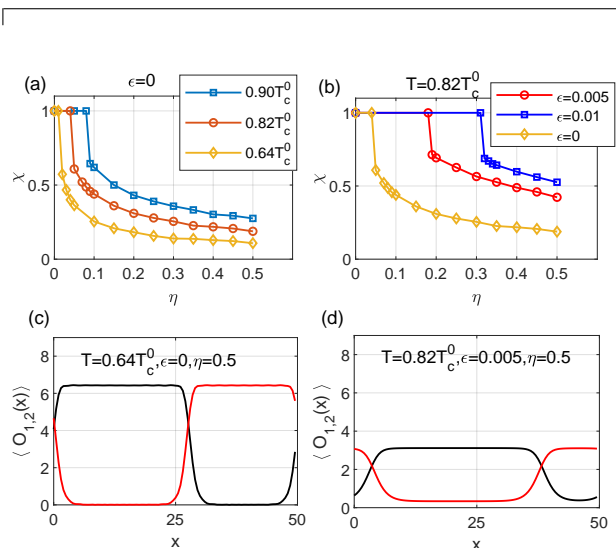 (a) ϵ=0
0.90T_c^0
0.82T_c^0
0.64T_c^0
1
0.5
0
χ
0 0.1 0.2 0.3 0.4 0.5
η
(b) T=0.82T_c^0
ϵ=0.005
ϵ=0.01
ϵ=0
1
0.5
0
χ
0 0.1 0.2 0.3 0.4 0.5
η
(c)
T=0.64T_c^0,ϵ=0,η=0.5
8
6
4
2
0
⟨ O_{1,2}(x) ⟩
0 25 50
x
(d)
T=0.82T_c^0,ϵ=0.005,η=0.5
8
6
4
2
0
⟨ O_{1,2}(x) ⟩
0 25 50
x